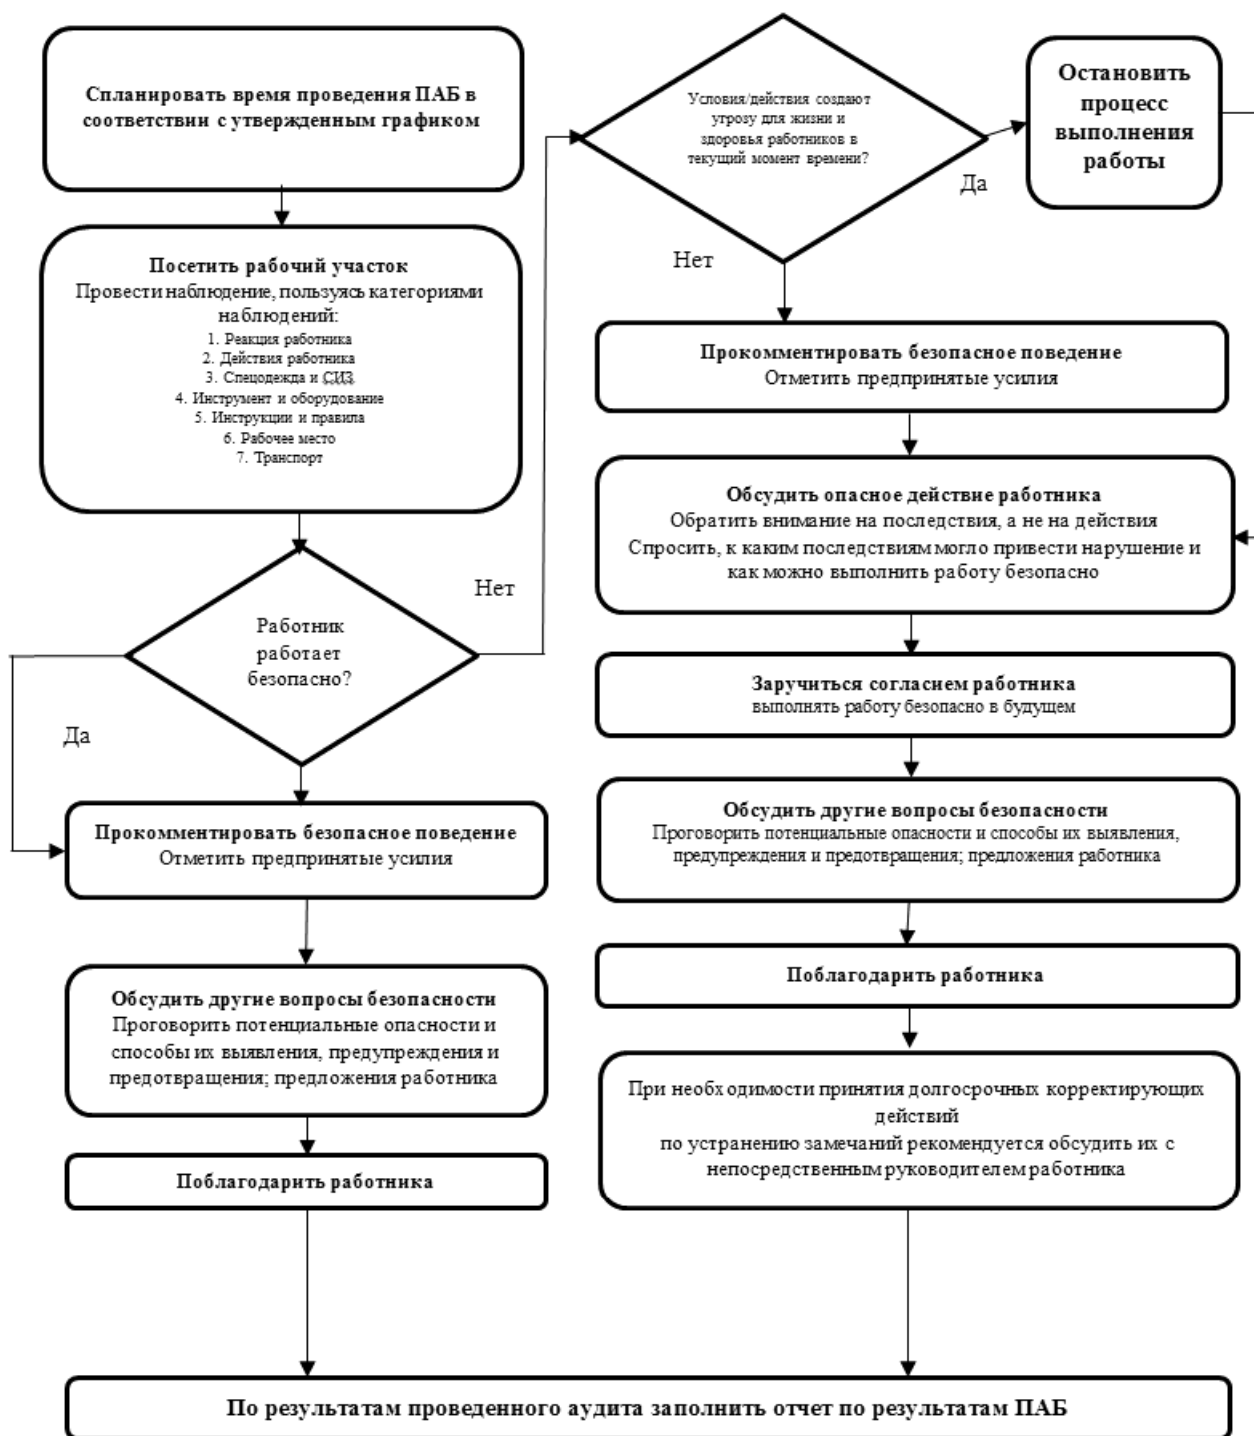 Спланировать время проведения ПАБ в
соответствии с утвержденным графиком
Посетить рабочий участок
Провести наблюдение, пользуясь категориями
наблюдений:
1. Реакция работника
2. Действия работника
3. Спецодежда и СИЗ
4. Инструмент и оборудование
5. Инструкции и правила
6. Рабочее место
7. Транспорт
Работник
работает
безопасно?
Нет
Да
Прокомментировать безопасное поведение
Отметить предпринятые усилия
Обсудить другие вопросы безопасности
Проговорить потенциальные опасности и
способы их выявления, предупреждения и
предотвращения; предложения работника
Поблагодарить работника
Условия/действия создают
угрозу для жизни и
здоровья работников в
текущий момент времени?
Да
Нет
Остановить
процесс
выполнения
работы
Прокомментировать безопасное поведение
Отметить предпринятые усилия
Обсудить опасное действие работника
Обратить внимание на последствия, а не на действия
Спросить, к каким последствиям могло привести нарушение и
как можно выполнить работу безопасно
Заручиться согласием работника
выполнять работу безопасно в будущем
Обсудить другие вопросы безопасности
Проговорить потенциальные опасности и способы их выявления,
предупреждения и предотвращения; предложения работника
Поблагодарить работника
При необходимости принятия долгосрочных корректирующих
действий
по устранению замечаний рекомендуется обсудить их с
непосредственным руководителем работника
По результатам проведенного аудита заполнить отчет по результатам ПАБ